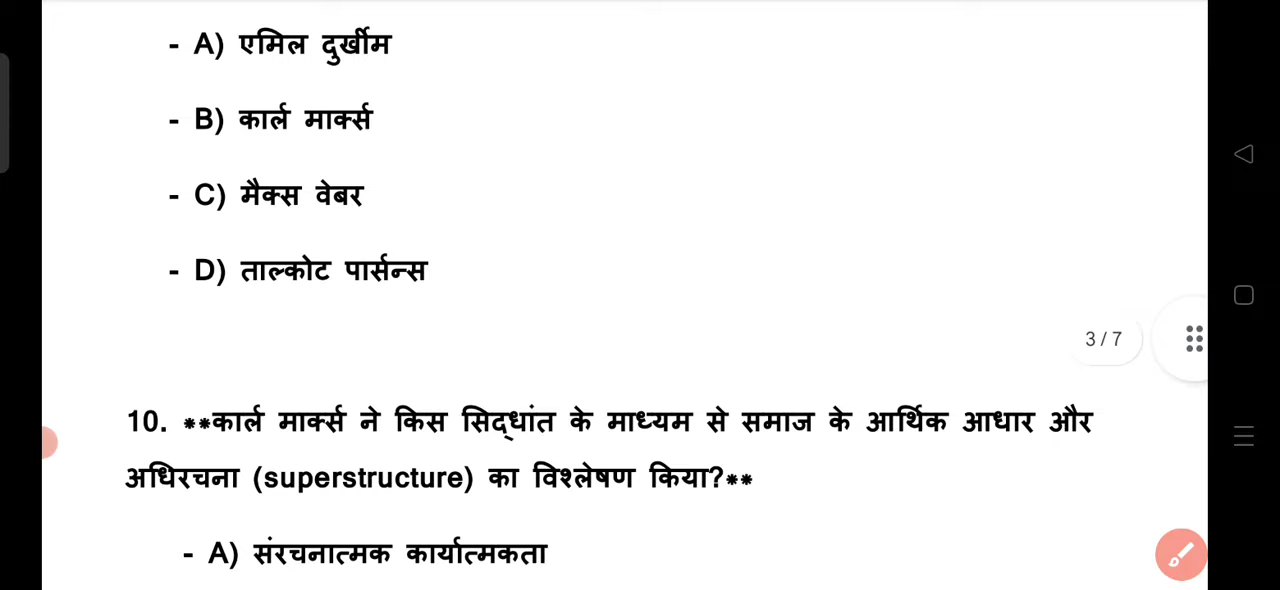 - A) एमिल दुर्खीम
- B) कार्ल मार्क्स
- C) मैक्स वेबर
- D) ताल्कोट पार्सन्स
3 / 7
10. **कार्ल मार्क्स ने किस सिद्धांत के माध्यम से समाज के आर्थिक आधार और
अधिरचना (superstructure) का विश्लेषण किया?**
- A) संरचनात्मक कार्यात्मकता